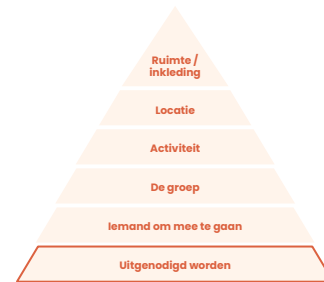 Ruimte /
inkleding
Locatie
Activiteit
De groep
Iemand om mee te gaan
Uitgenodigd worden